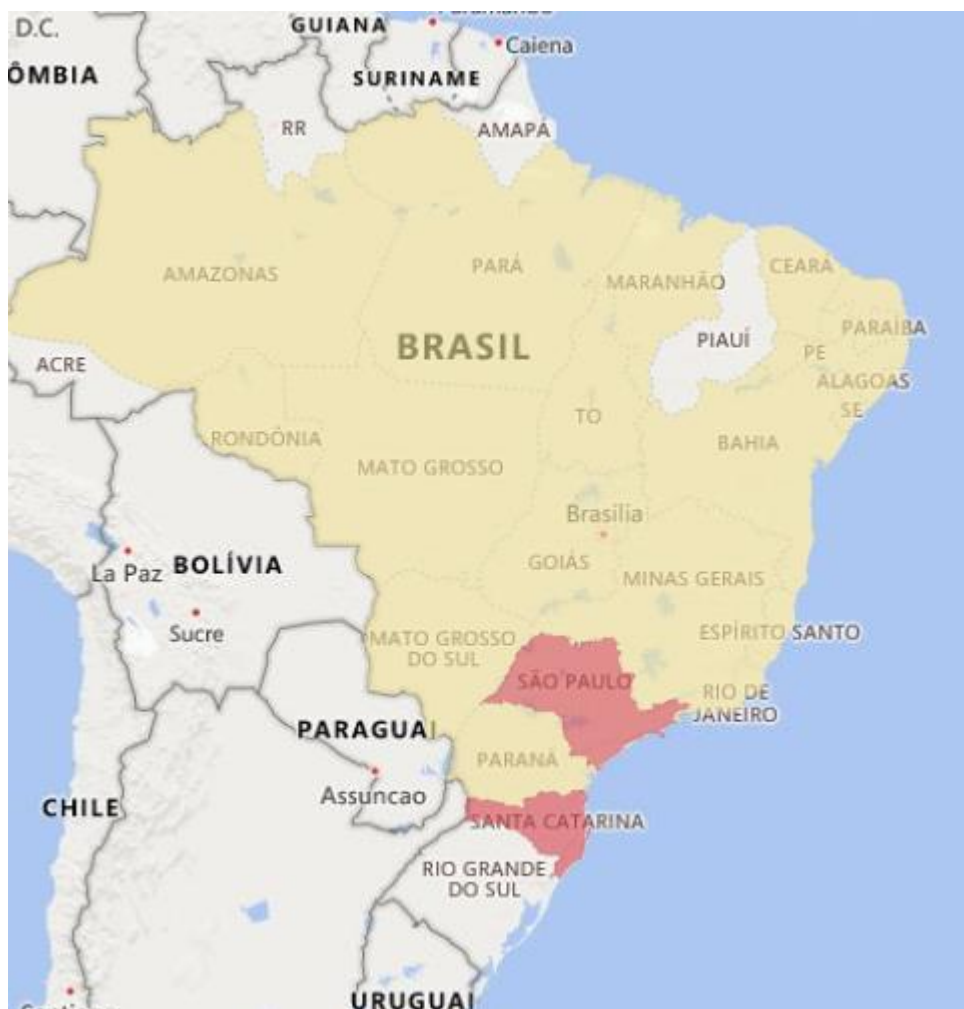 D.C.
GUIANA
Caiena
ÔMBIA
SURINAME
RR
AMAPÁ
AMAZONAS
PARÁ
MARANHÃO
CEARÁ
BRASIL
PIAUÍ
PARAÍBA
PE
ACRE
ALAGOAS
SE
TO
RONDÔNIA
MATO GROSSO
BAHIA
Brasília
GOIÁS
La Paz
BOLÍVIA
MINAS GERAIS
Sucre
MATO GROSSO
DO SUL
ESPÍRITO SANTO
SÃO PAULO
RIO DE
JANEIRO
PARAGUAI
PARANÁ
Assuncao
CHILE
SANTA CATARINA
RIO GRANDE
DO SUL
URUGUAI